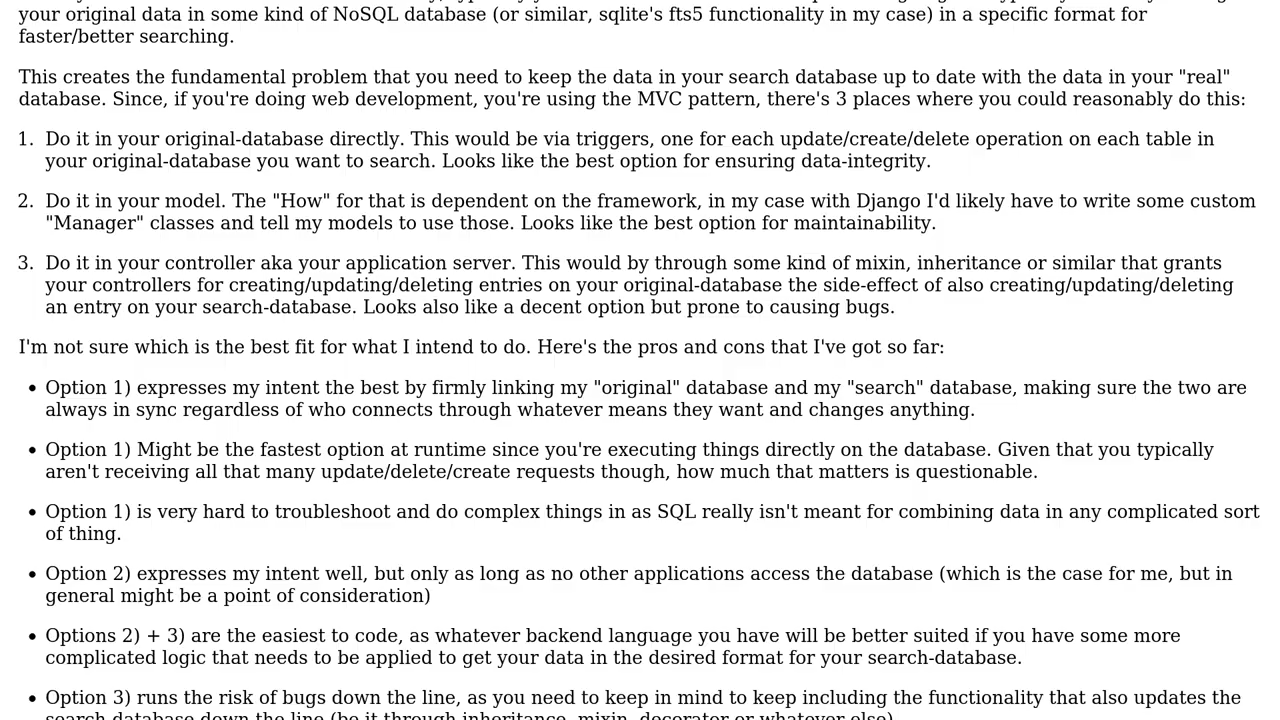 your original data in some kind of NoSQL database (or similar, sqlite's fts5 functionality in my case) in a specific format for
faster/better searching.
This creates the fundamental problem that you need to keep the data in your search database up to date with the data in your "real"
database. Since, if you're doing web development, you're using the MVC pattern, there's 3 places where you could reasonably do this:
1. Do it in your original-database directly. This would be via triggers, one for each update/create/delete operation on each table in
your original-database you want to search. Looks like the best option for ensuring data-integrity.
2. Do it in your model. The "How" for that is dependent on the framework, in my case with Django I'd likely have to write some custom
"Manager" classes and tell my models to use those. Looks like the best option for maintainability.
3. Do it in your controller aka your application server. This would by through some kind of mixin, inheritance or similar that grants
your controllers for creating/updating/deleting entries on your original-database the side-effect of also creating/updating/deleting
an entry on your search-database. Looks also like a decent option but prone to causing bugs.
I'm not sure which is the best fit for what I intend to do. Here's the pros and cons that I've got so far:
• Option 1) expresses my intent the best by firmly linking my "original" database and my "search" database, making sure the two are
always in sync regardless of who connects through whatever means they want and changes anything.
• Option 1) Might be the fastest option at runtime since you're executing things directly on the database. Given that you typically
aren't receiving all that many update/delete/create requests though, how much that matters is questionable.
• Option 1) is very hard to troubleshoot and do complex things in as SQL really isn't meant for combining data in any complicated sort
of thing.
• Option 2) expresses my intent well, but only as long as no other applications access the database (which is the case for me, but in
general might be a point of consideration)
• Options 2) + 3) are the easiest to code, as whatever backend language you have will be better suited if you have some more
complicated logic that needs to be applied to get your data in the desired format for your search-database.
• Option 3) runs the risk of bugs down the line, as you need to keep in mind to keep including the functionality that also updates the
search database down the line (be it through inheritance, mixin, decorator or whatever else)